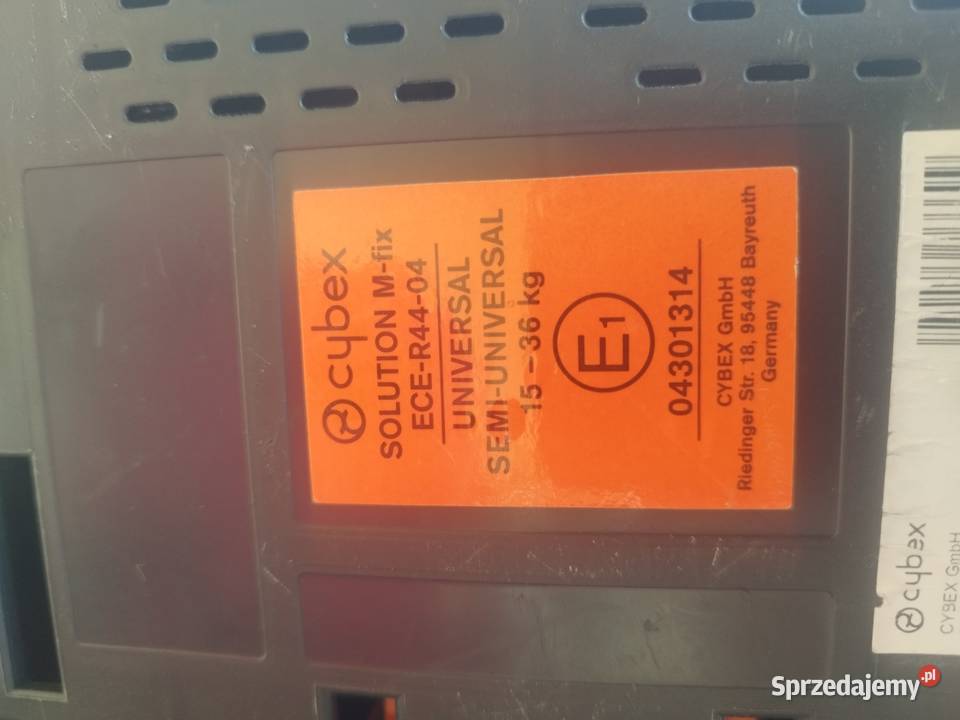 cybex
SOLUTION M-fix
ECE-R44-04
UNIVERSAL
SEMI-UNIVERSAL
15 – 36 kg
E1
04301314
CYBEX GmbH
Riedinger Str. 18, 95448 Bayreuth
Germany
cybex
CYBEX GmbH
Sprzedajemy.pl